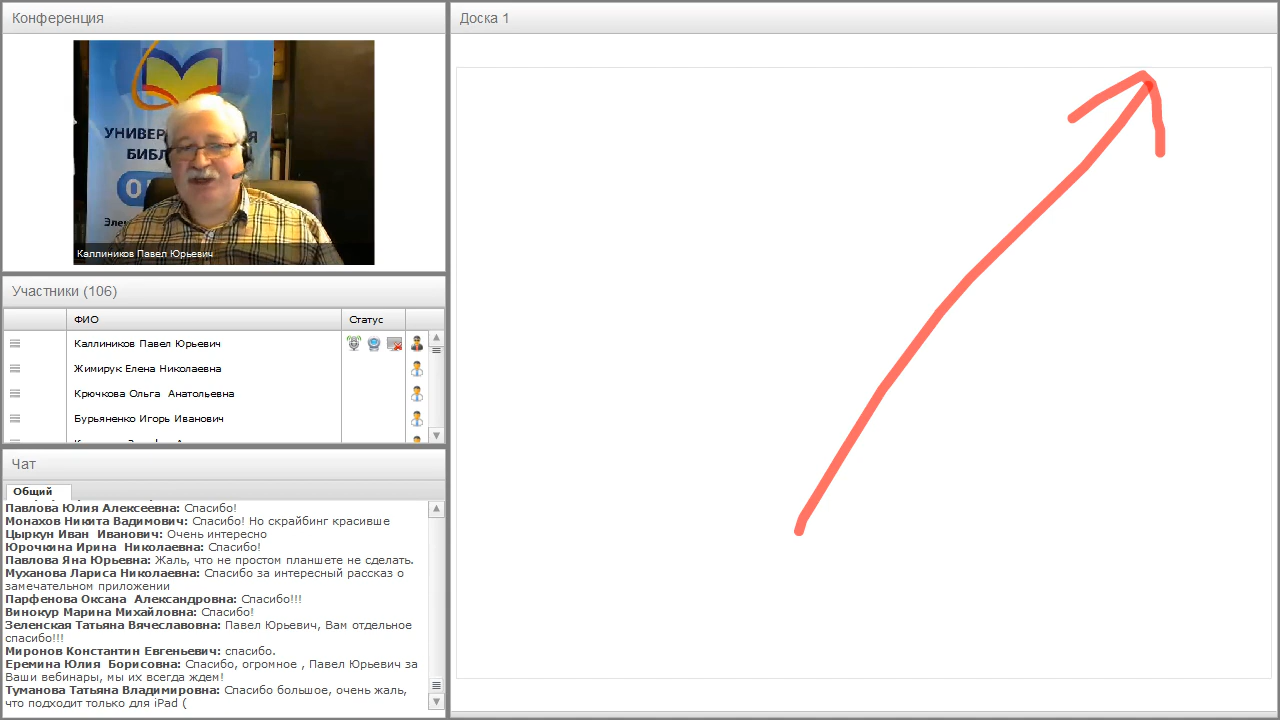 Конференция
Доска 1
УНИВЕР
БИБЛ
Каллиников Павел Юрьевич
Участники (106)
ФИО
Статус
Каллиников Павел Юрьевич
Жимирук Елена Николаевна
Крючкова Ольга Анатольевна
Бурьяненко Игорь Иванович
Чат
Общий
Павлова Юлия Алексеевна: Спасибо!
Монахов Никита Вадимович: Спасибо! Но скрайбинг красивше
Цыркун Иван Иванович: Очень интересно
Юрочкина Ирина Николаевна: Спасибо!
Павлова Яна Юрьевна: Жаль, что не простом планшете не сделать.
Муханова Лариса Николаевна: Спасибо за интересный рассказ о
замечательном приложении
Парфенова Оксана Александровна: Спасибо!!!
Винокур Марина Михайловна: Спасибо!
Зеленская Татьяна Вячеславовна: Павел Юрьевич, Вам отдельное
спасибо!!!
Миронов Константин Евгеньевич: спасибо.
Еремина Юлия Борисовна: Спасибо, огромное , Павел Юрьевич за
Ваши вебинары, мы их всегда ждем!
Туманова Татьяна Владимировна: Спасибо большое, очень жаль,
что подходит только для iPad (